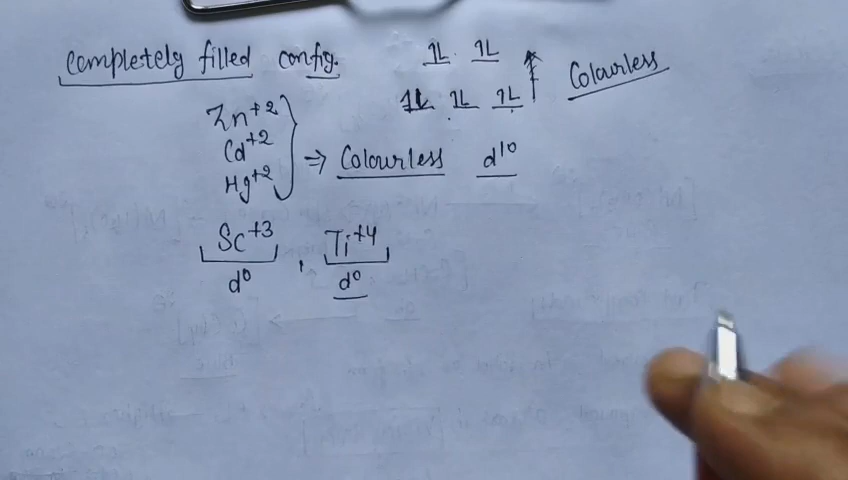 Completely filled config. 1L 1L
1L 1L 1L Colourless
Zn+2
Cd+2
Hg+2
⇒ Colourless d10
Sc+3 , Ti+4
d0 d0